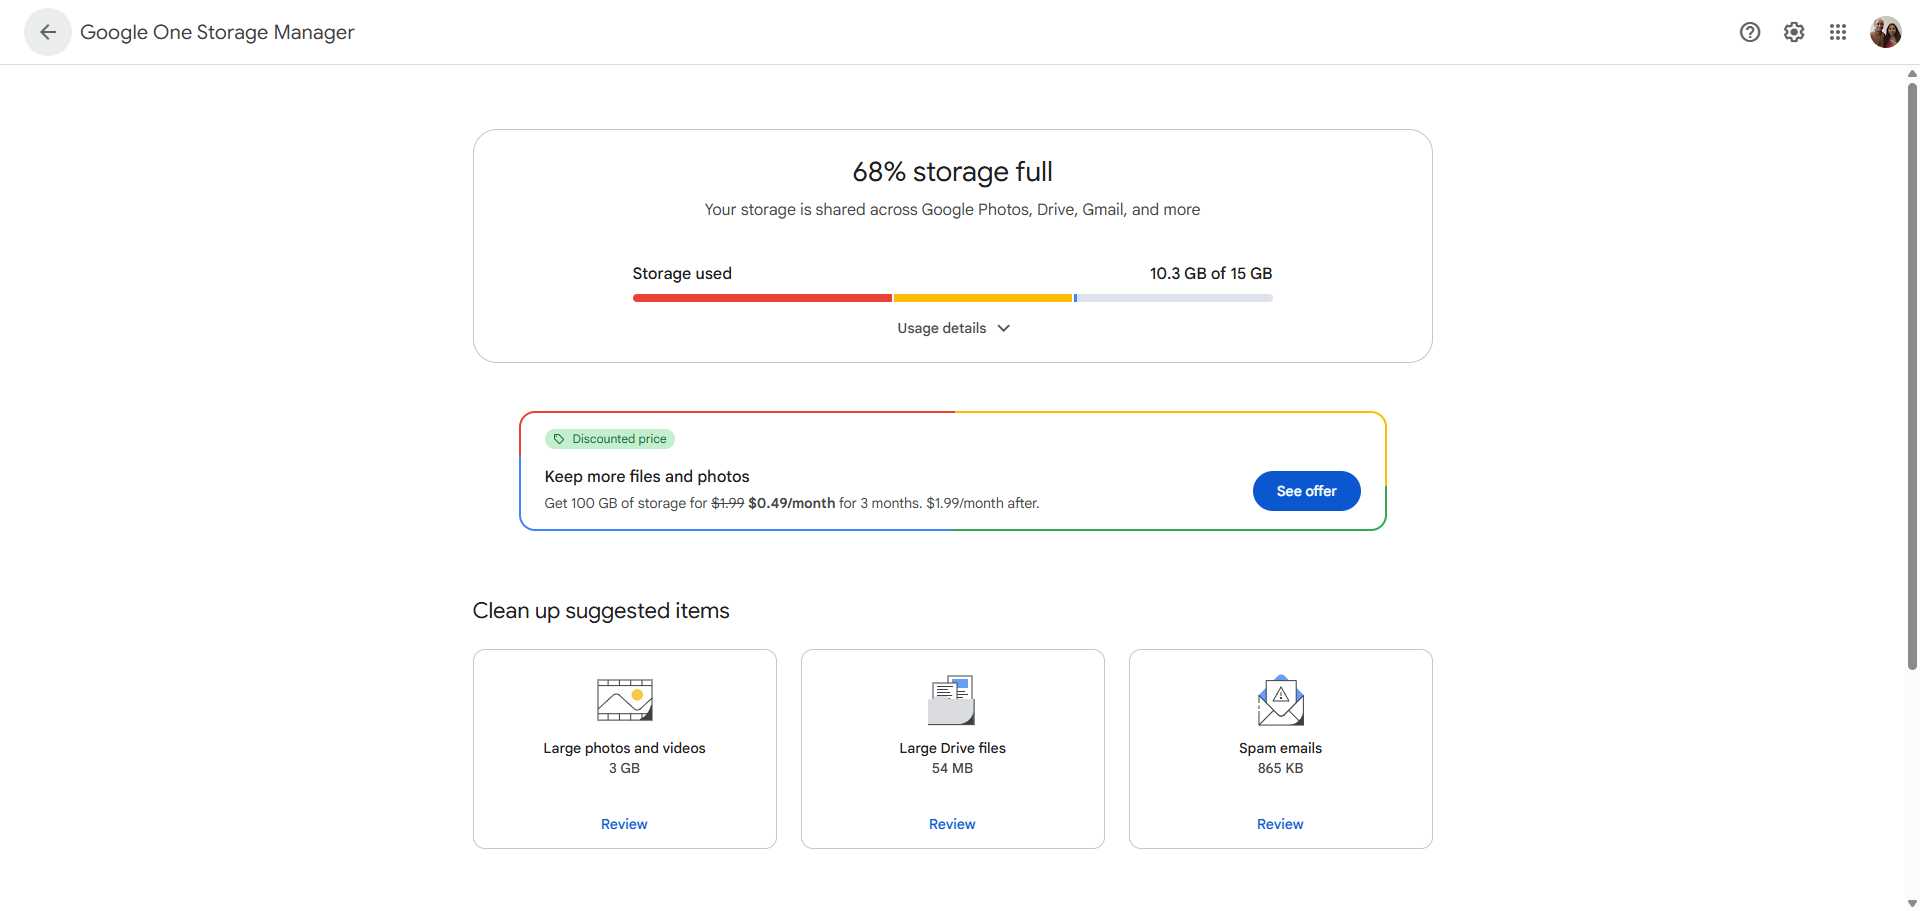 Google One Storage Manager
68% storage full
Your storage is shared across Google Photos, Drive, Gmail, and more
Storage used
10.3 GB of 15 GB
Usage details
Discounted price
Keep more files and photos
Get 100 GB of storage for $1.99 $0.49/month for 3 months. $1.99/month after.
See offer
Clean up suggested items
Large photos and videos
3 GB
Review
Large Drive files
54 MB
Review
Spam emails
865 KB
Review